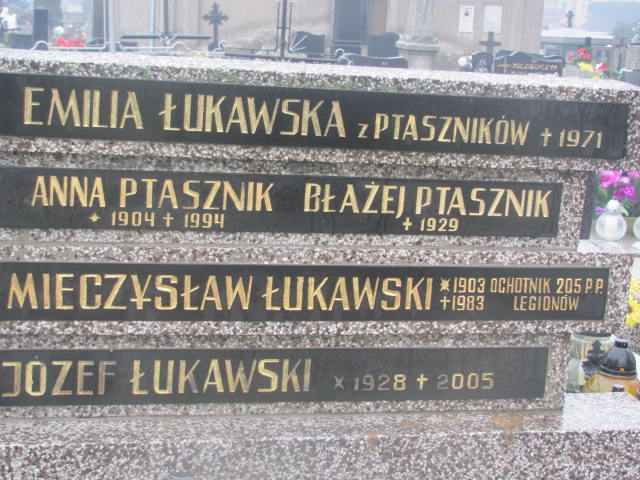 EMILIA ŁUKAWSKA z PTASZNIKÓW + 1971
ANNA PTASZNIK BŁAŻEJ PTASZNIK
* 1904 + 1994 + 1929
MIECZYSŁAW ŁUKAWSKI * 1903 OCHOTNIK 205 P.P.
+ 1983 LEGIONÓW
JOZEF ŁUKAWSKI * 1928 + 2005